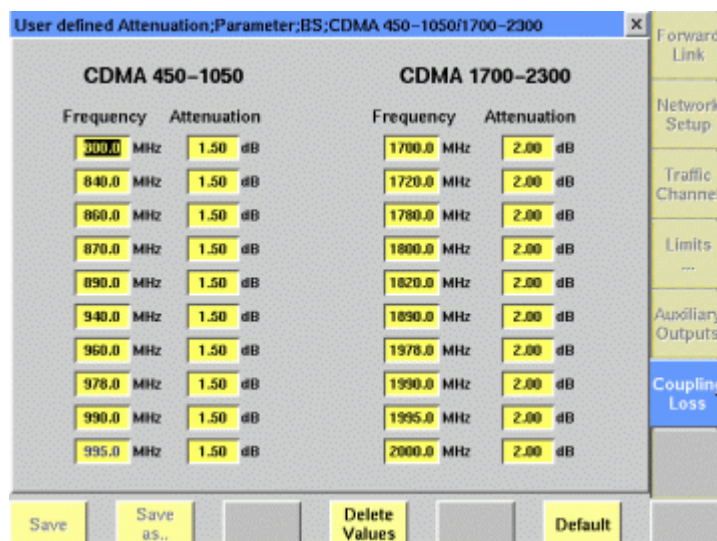 User defined Attenuation;Parameter;BS;CDMA 450-1050/1700-2300 X
CDMA 450-1050
Frequency Attenuation
800.0 MHz 1.50 dB
840.0 MHz 1.50 dB
860.0 MHz 1.50 dB
870.0 MHz 1.50 dB
890.0 MHz 1.50 dB
940.0 MHz 1.50 dB
960.0 MHz 1.50 dB
978.0 MHz 1.50 dB
990.0 MHz 1.50 dB
995.0 MHz 1.50 dB
CDMA 1700-2300
Frequency Attenuation
1700.0 MHz 2.00 dB
1720.0 MHz 2.00 dB
1780.0 MHz 2.00 dB
1800.0 MHz 2.00 dB
1820.0 MHz 2.00 dB
1890.0 MHz 2.00 dB
1978.0 MHz 2.00 dB
1990.0 MHz 2.00 dB
1995.0 MHz 2.00 dB
2000.0 MHz 2.00 dB
Forward
Link
Network
Setup
Traffic
Channe
Limits
...
Auxiliary
Outputs
Coupling
Loss
Save
Save
as..
Delete
Values
Default